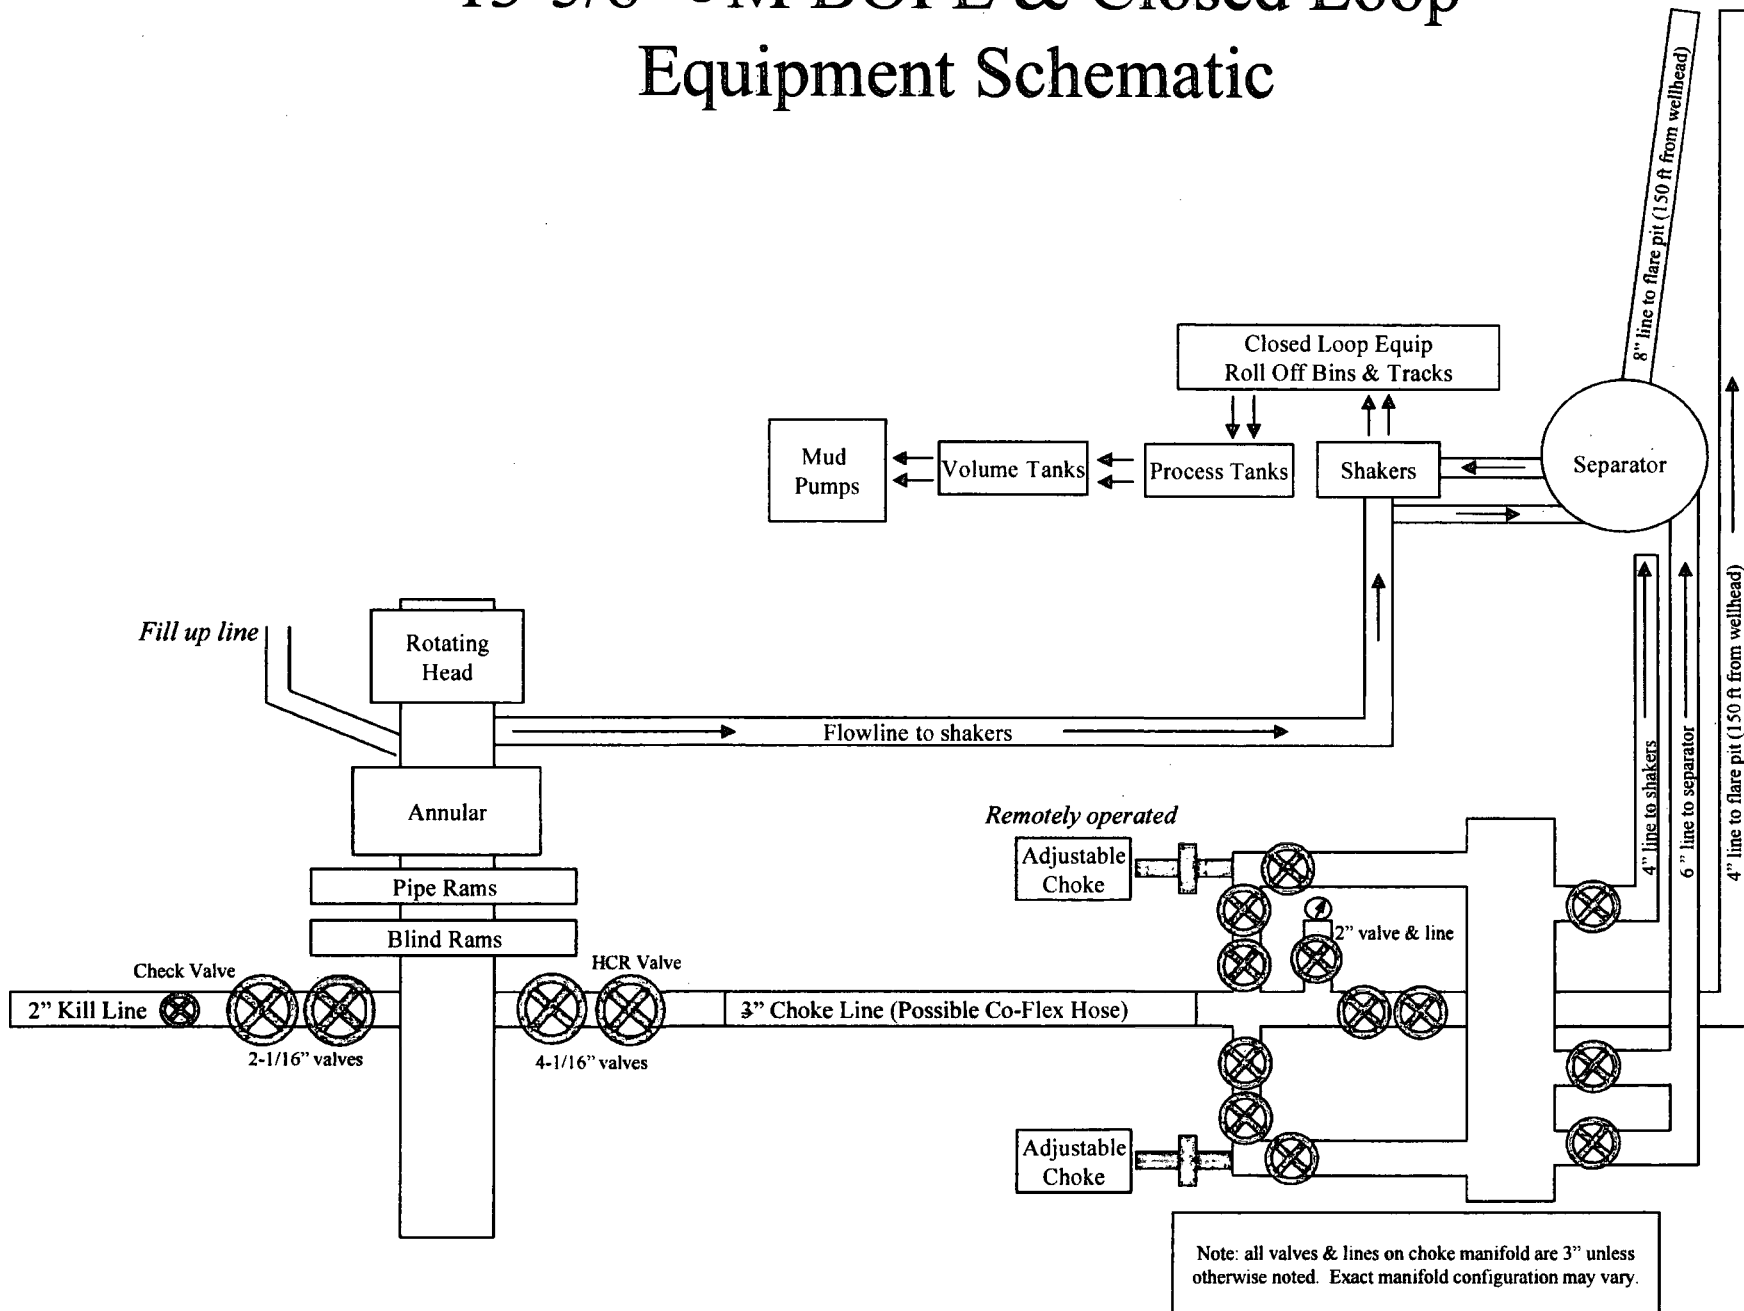 BOPE & Closed Loop
Equipment Schematic
8” line to flare pit (150 ft from wellhead)
Closed Loop Equip
Roll Off Bins & Tracks
Mud
Pumps
Volume Tanks
Process Tanks
Shakers
Separator
Fill up line
Rotating
Head
Flowline to shakers
4” line to shakers
6” line to separator
4” line to flare pit (150 ft from wellhead)
Annular
Remotely operated
Adjustable
Choke
Pipe Rams
Blind Rams
2” valve & line
Check Valve
HCR Valve
2” Kill Line
3” Choke Line (Possible Co-Flex Hose)
2-1/16” valves
4-1/16” valves
Adjustable
Choke
Note: all valves & lines on choke manifold are 3” unless
otherwise noted. Exact manifold configuration may vary.